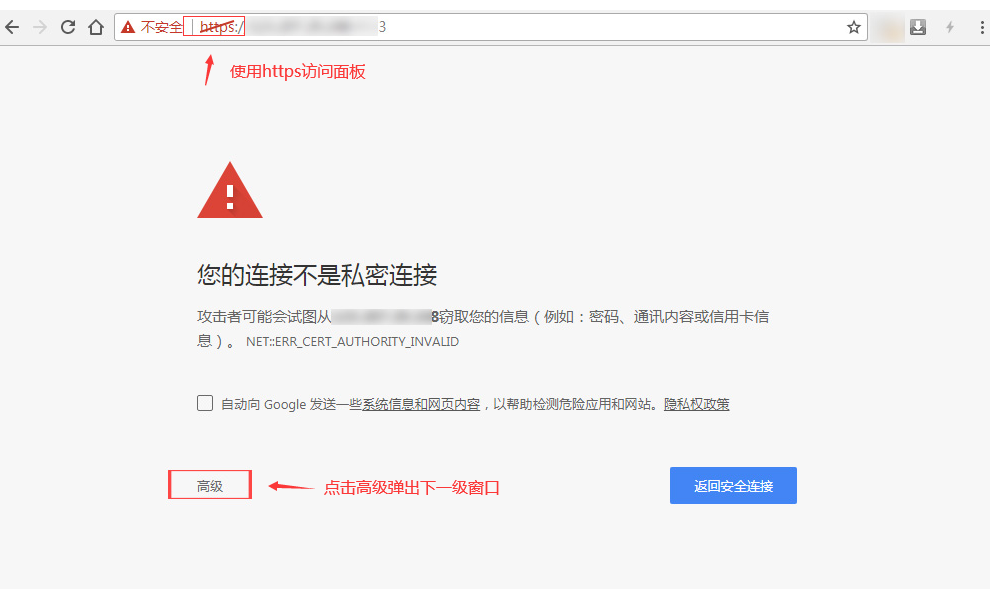 不安全 | https:/ 3
使用https访问面板
您的连接不是私密连接
攻击者可能会试图从 8窃取您的信息（例如：密码、通讯内容或信用卡信
息）。 NET::ERR_CERT_AUTHORITY_INVALID
自动向 Google 发送一些系统信息和网页内容，以帮助检测危险应用和网站。隐私权政策
高级 点击高级弹出下一级窗口 返回安全连接